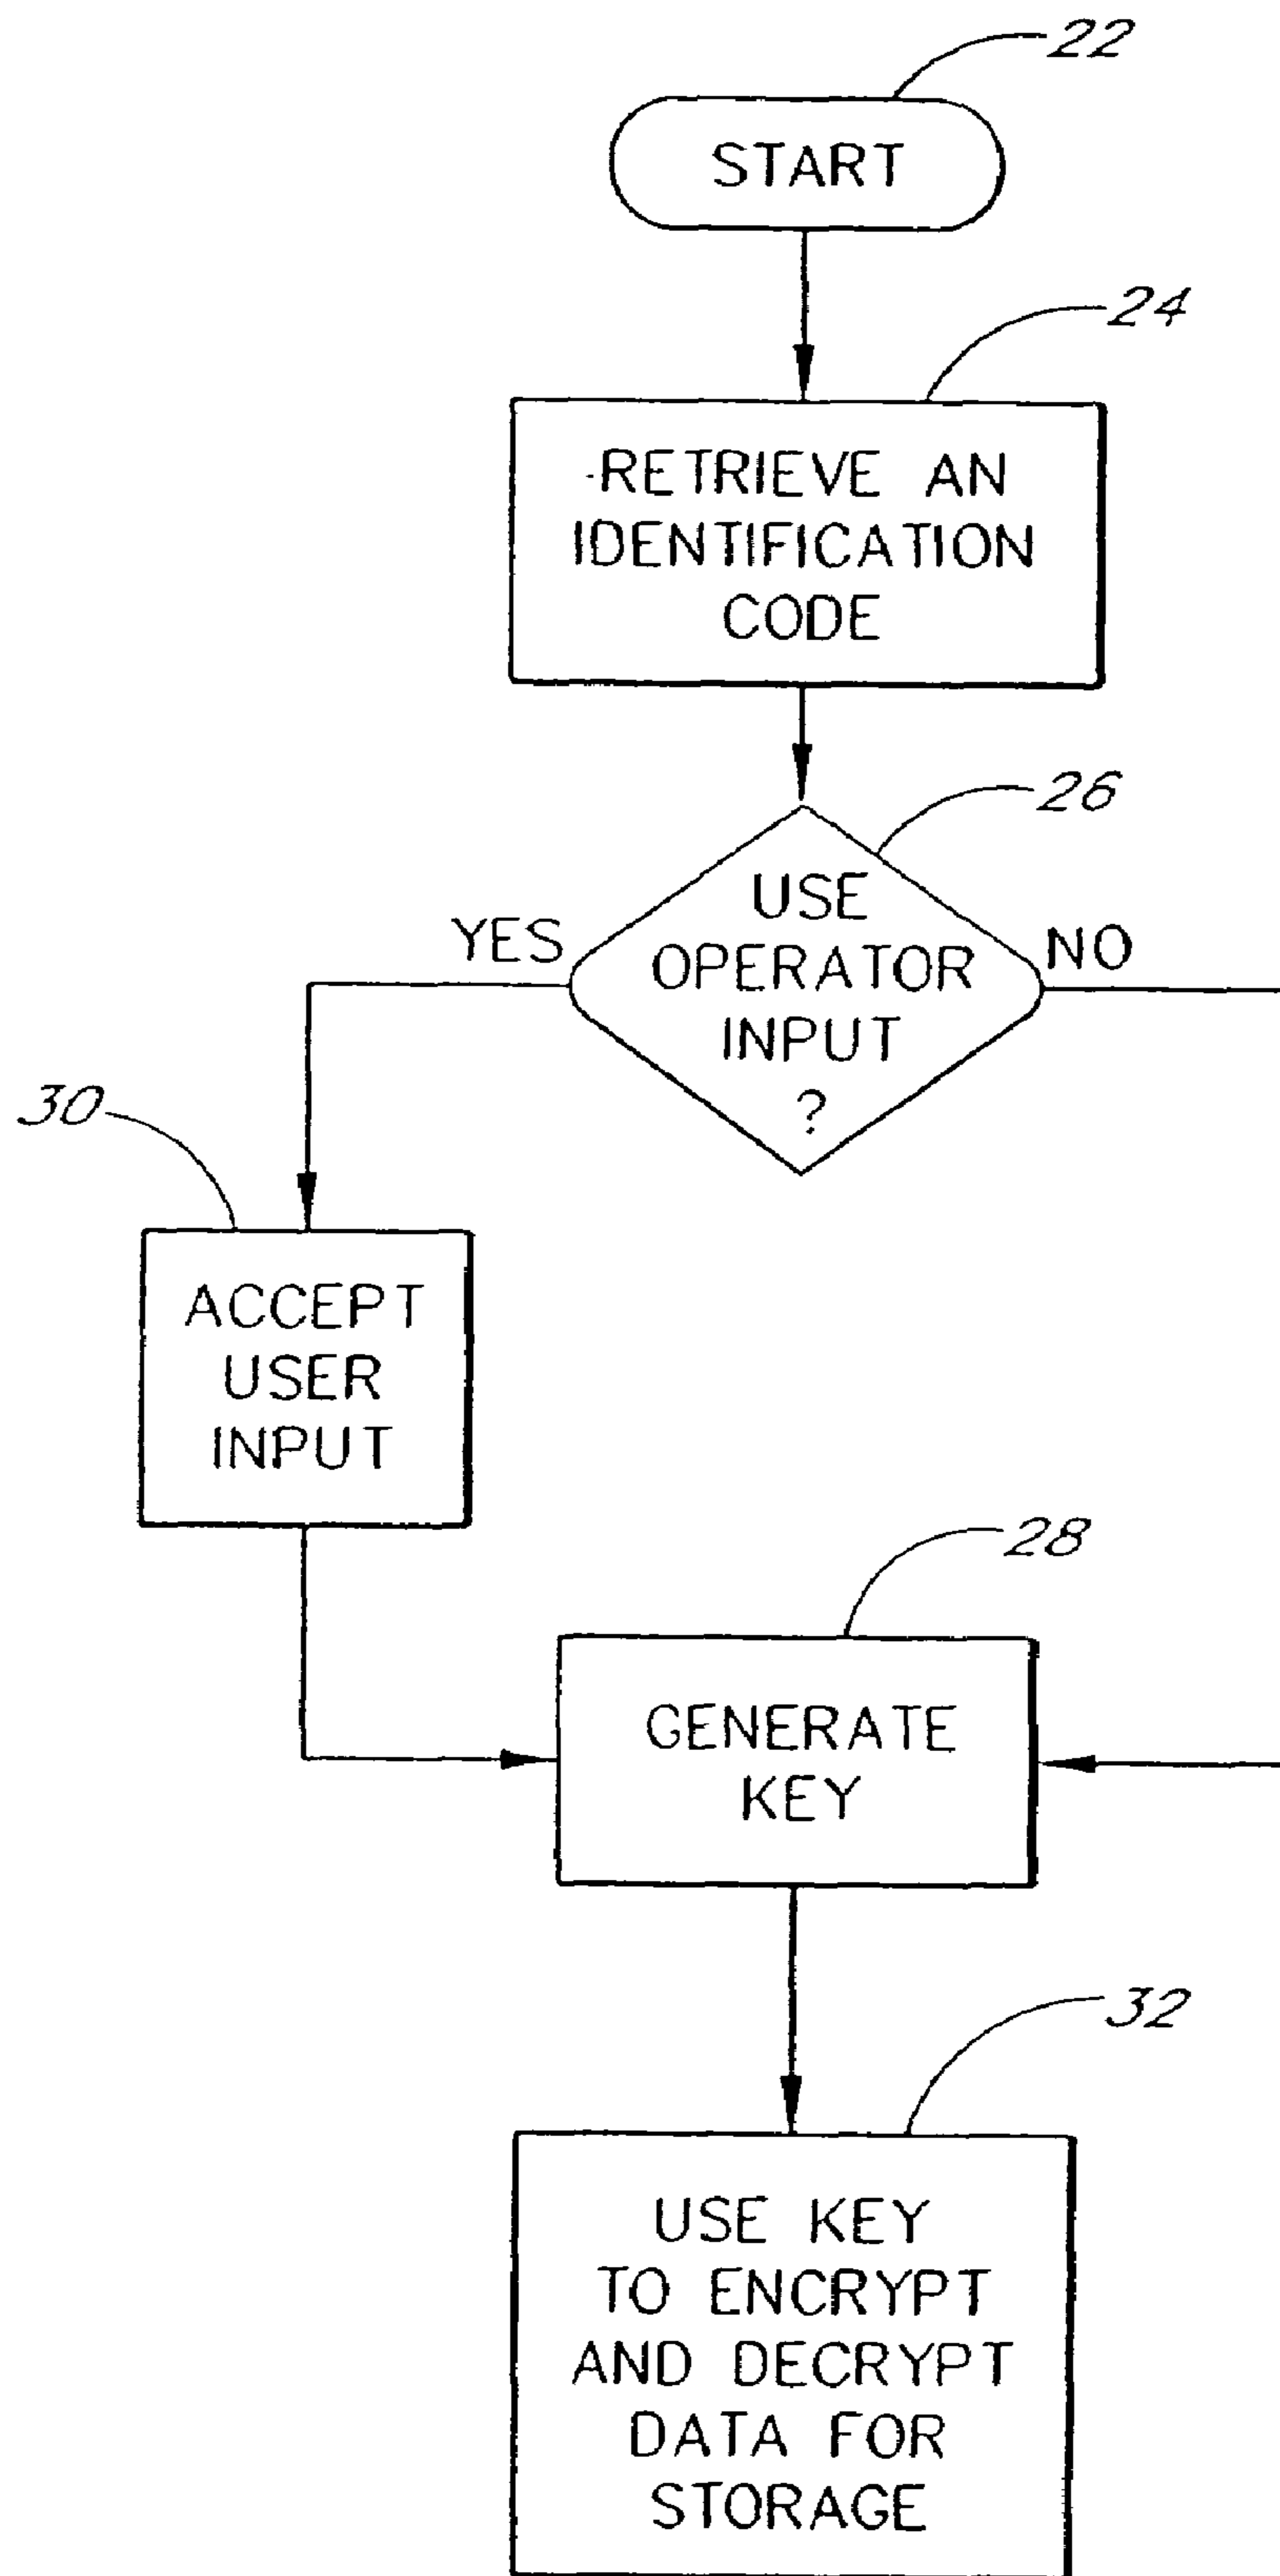 22
START
24
RETRIEVE AN
IDENTIFICATION
CODE
26
USE
OPERATOR
INPUT
?
YES
NO
30
ACCEPT
USER
INPUT
28
GENERATE
KEY
32
USE KEY
TO ENCRYPT
AND DECRYPT
DATA FOR
STORAGE